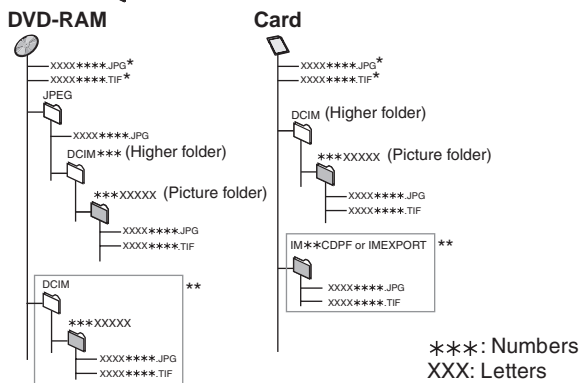 DVD-RAM
XXXX****.JPG*
XXXX****.TIF*
JPEG
XXXX****.JPG
DCIM*** (Higher folder)
***XXXXX (Picture folder)
XXXX****.JPG
XXXX****.TIF
DCIM
**
***XXXXX
XXXX****.JPG
XXXX****.TIF
Card
XXXX****.JPG*
XXXX****.TIF*
DCIM (Higher folder)
***XXXXX (Picture folder)
XXXX****.JPG
XXXX****.TIF
IM**CDPF or IMEXPORT
**
XXXX****.JPG
XXXX****.TIF
***: Numbers
XXX: Letters